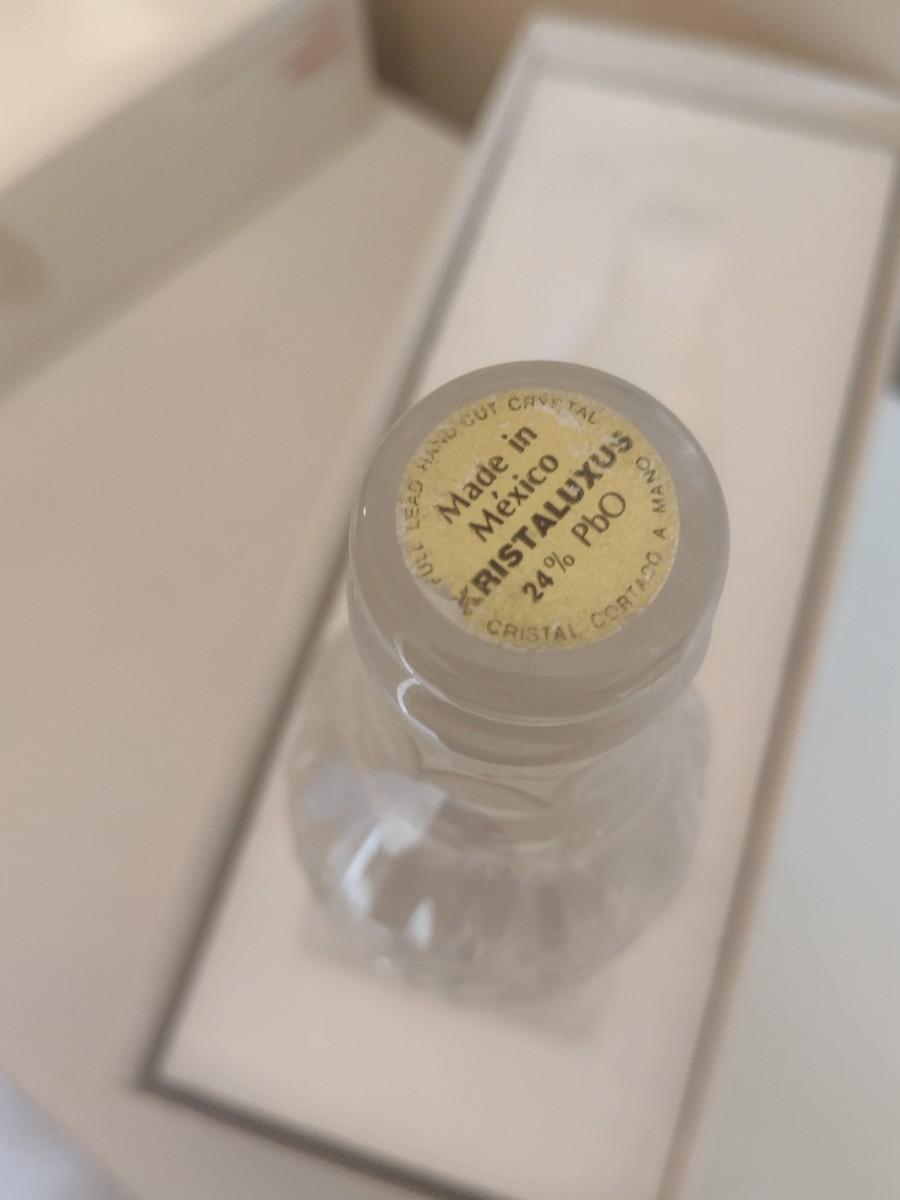 FULL LEAD HAND CUT CRYSTAL
Made in
México
KRISTALUXUS
24% PbO
CRISTAL CORTADO A MANO